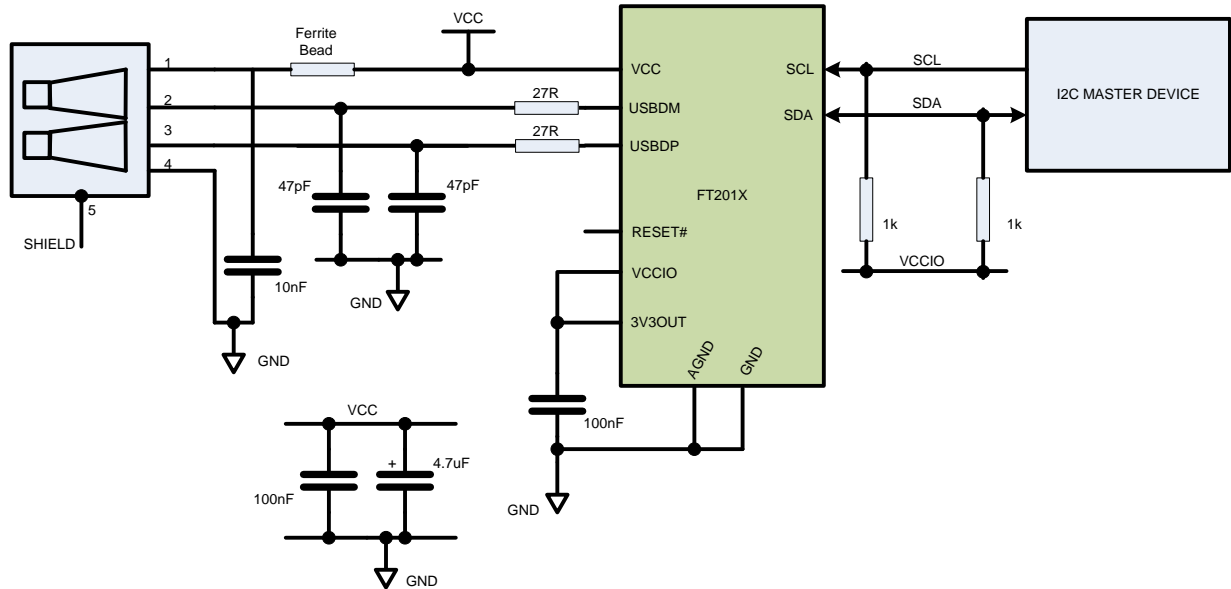 VCC
Ferrite
Bead
1
2
3
4
5
SHIELD
27R
27R
47pF
47pF
10nF
GND
GND
VCC
USBDM
USBDP
RESET#
VCCIO
3V3OUT
FT201X
SCL
SDA
AGND
GND
SCL
SDA
I2C MASTER DEVICE
1k
1k
VCCIO
100nF
GND
VCC
100nF
+
4.7uF
GND